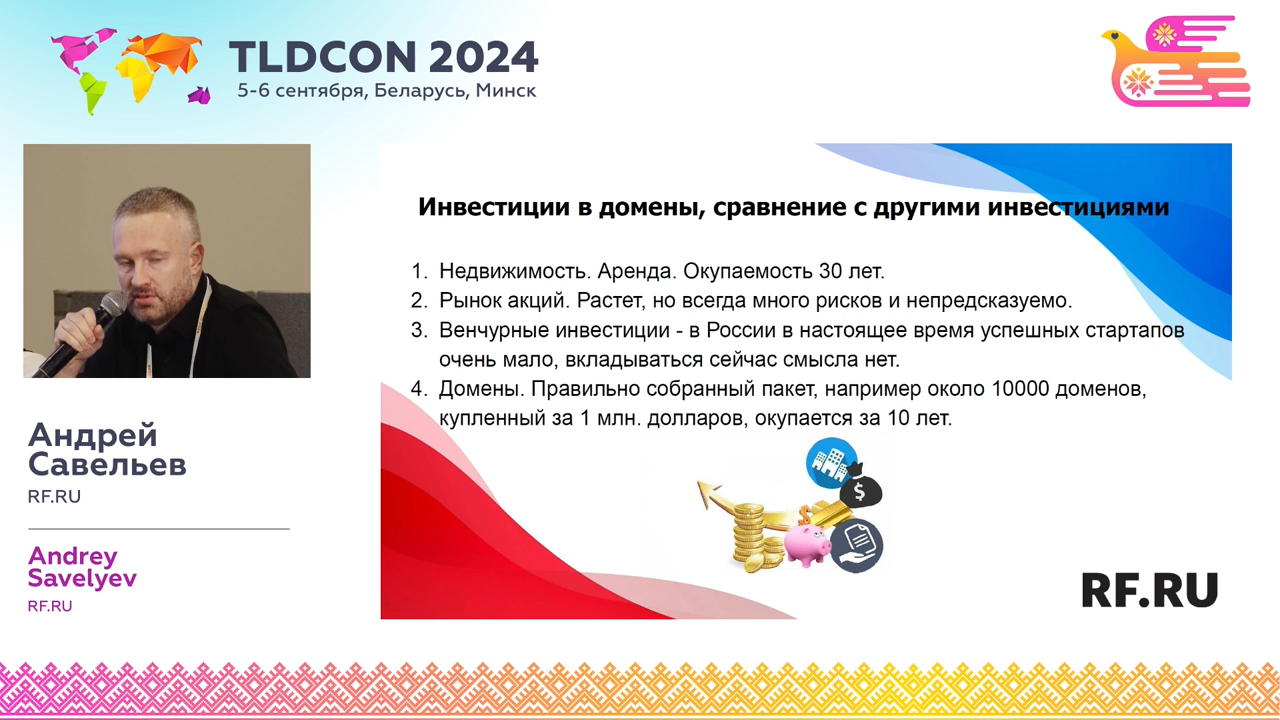 TLDCON 2024
5-6 сентября, Беларусь, Минск
Андрей
Савельев
RF.RU
Andrey
Savelyev
RF.RU
Инвестиции в домены, сравнение с другими инвестициями
1. Недвижимость. Аренда. Окупаемость 30 лет.
2. Рынок акций. Растет, но всегда много рисков и непредсказуемо.
3. Венчурные инвестиции - в России в настоящее время успешных стартапов
очень мало, вкладываться сейчас смысла нет.
4. Домены. Правильно собранный пакет, например около 10000 доменов,
купленный за 1 млн. долларов, окупается за 10 лет.
$
$
RF.RU